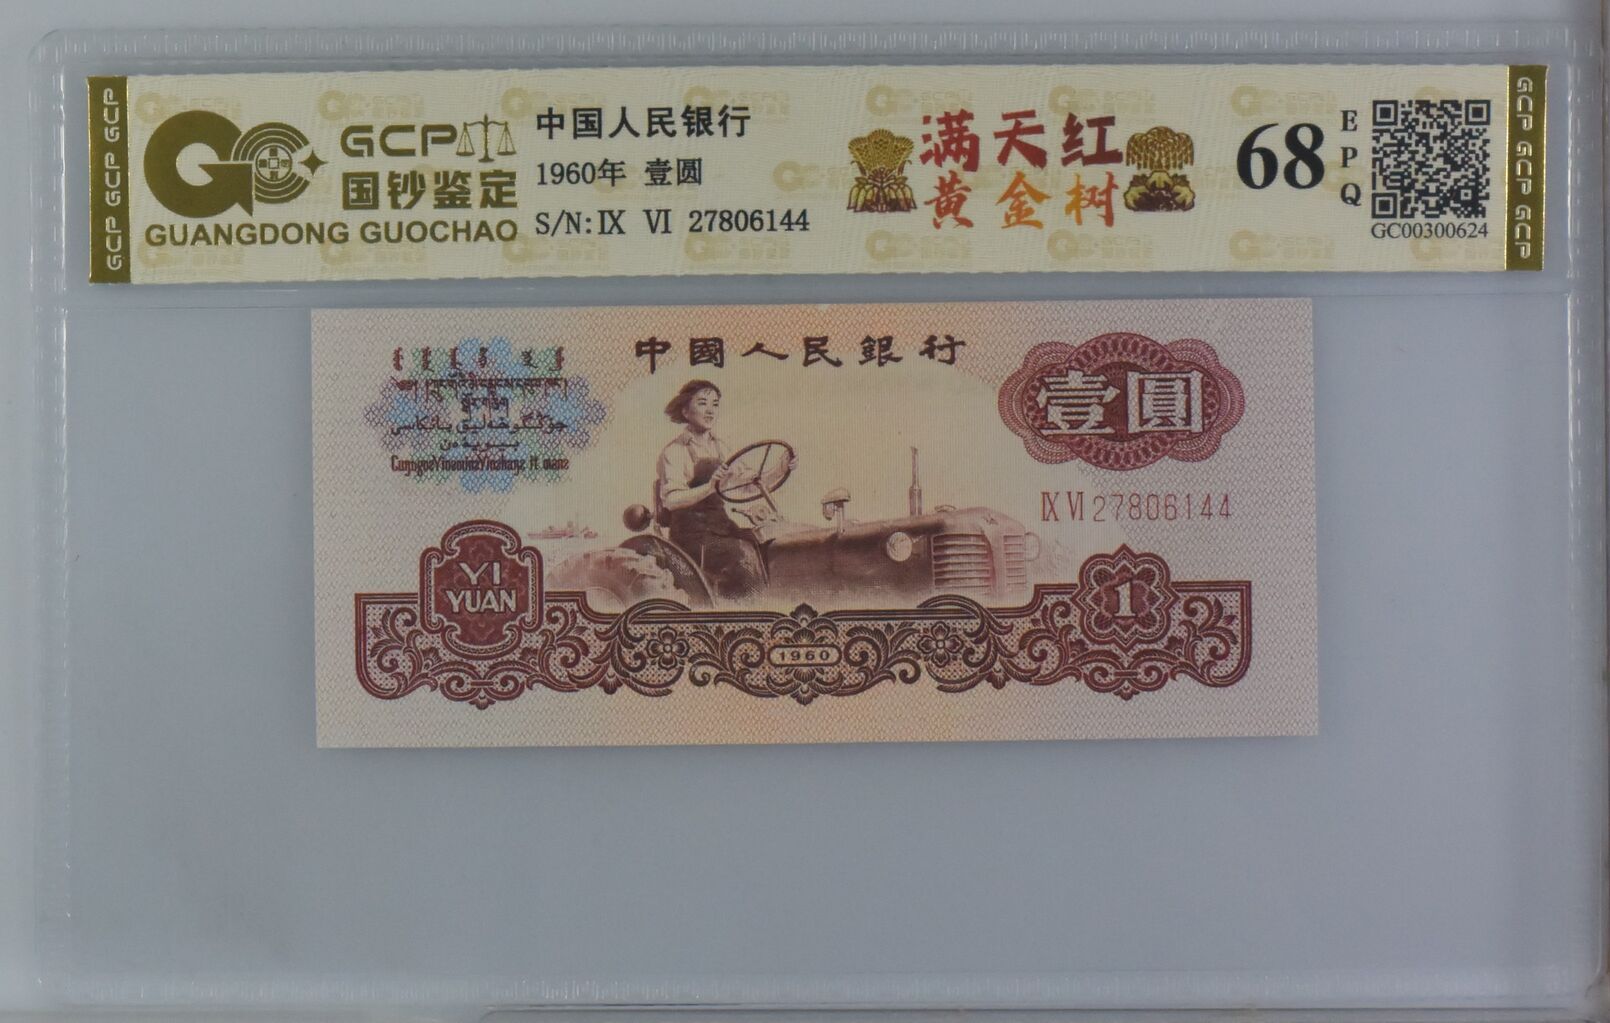 GCP GCP GCP
GCP
国钞鉴定
GUANGDONG GUOCHAO
中国人民银行
1960年 壹圆
S/N: IX VI 27806144
满天红
黄金树
68
EPQ
GC00300624
GCP GCP GCP
中國人民銀行
壹圓
IX VI 27806144
YI
YUAN
1960
1